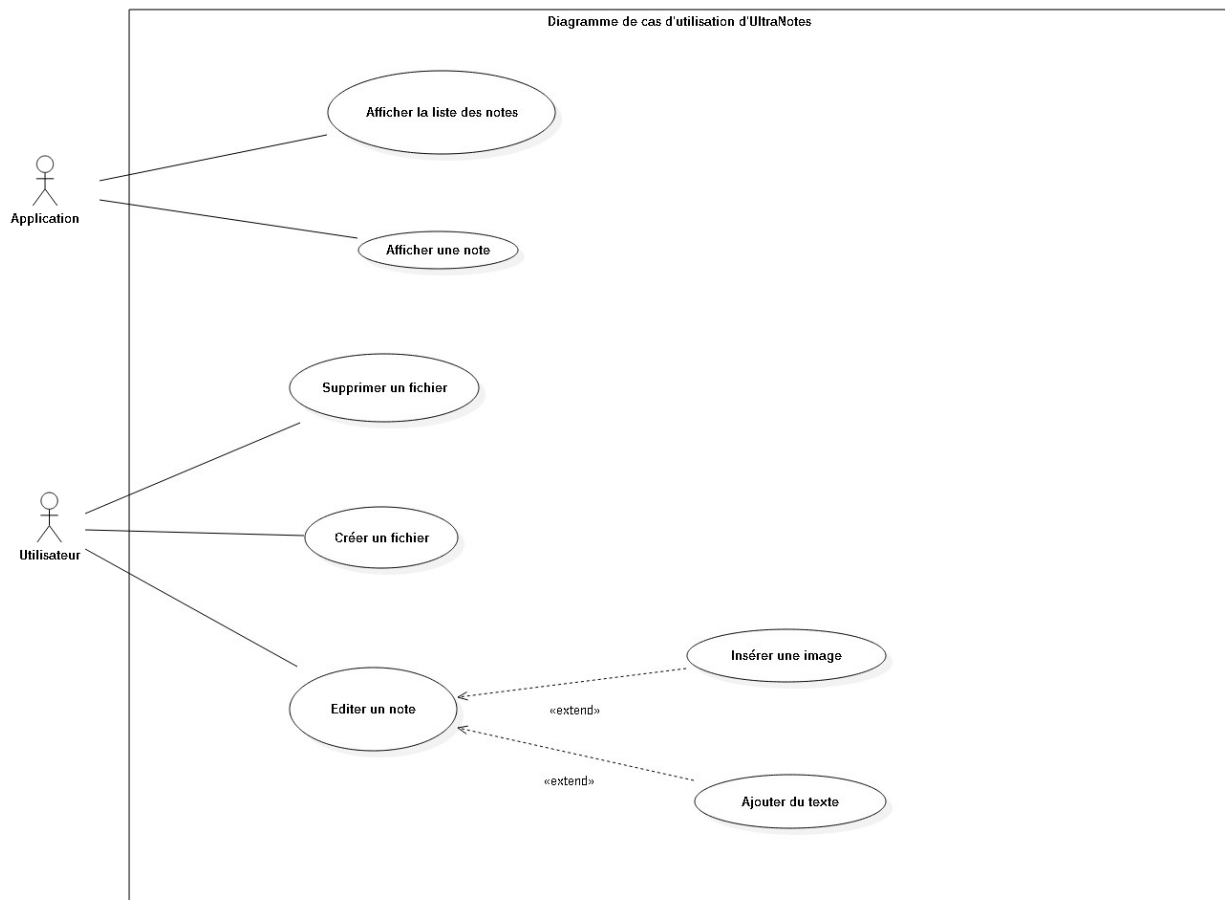 Diagramme de cas d'utilisation d'UltraNotes
Afficher la liste des notes
Application
Afficher une note
Supprimer un fichier
Créer un fichier
Utilisateur
Insérer une image
Editer un note
«extend»
«extend»
Ajouter du texte